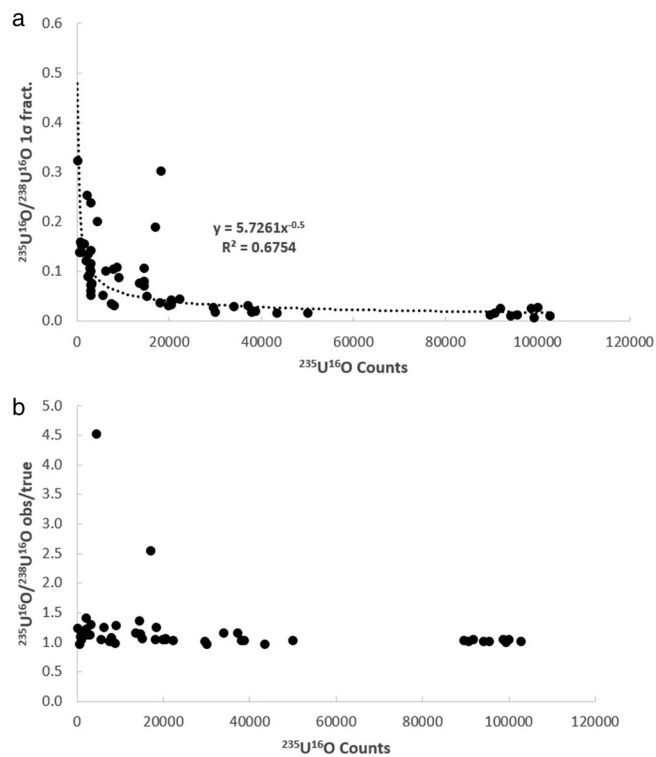 a
0.6
0.5
0.4
0.3
0.2
0.1
0.0
²³⁵U¹⁶O/²³⁸U¹⁶O 1σ fract.
y = 5.7261x⁻⁰·⁵
R² = 0.6754
0 20000 40000 60000 80000 100000 120000
²³⁵U¹⁶O Counts
b
5.0
4.5
4.0
3.5
3.0
2.5
2.0
1.5
1.0
0.5
0.0
²³⁵U¹⁶O/²³⁸U¹⁶O obs/true
0 20000 40000 60000 80000 100000 120000
²³⁵U¹⁶O Counts